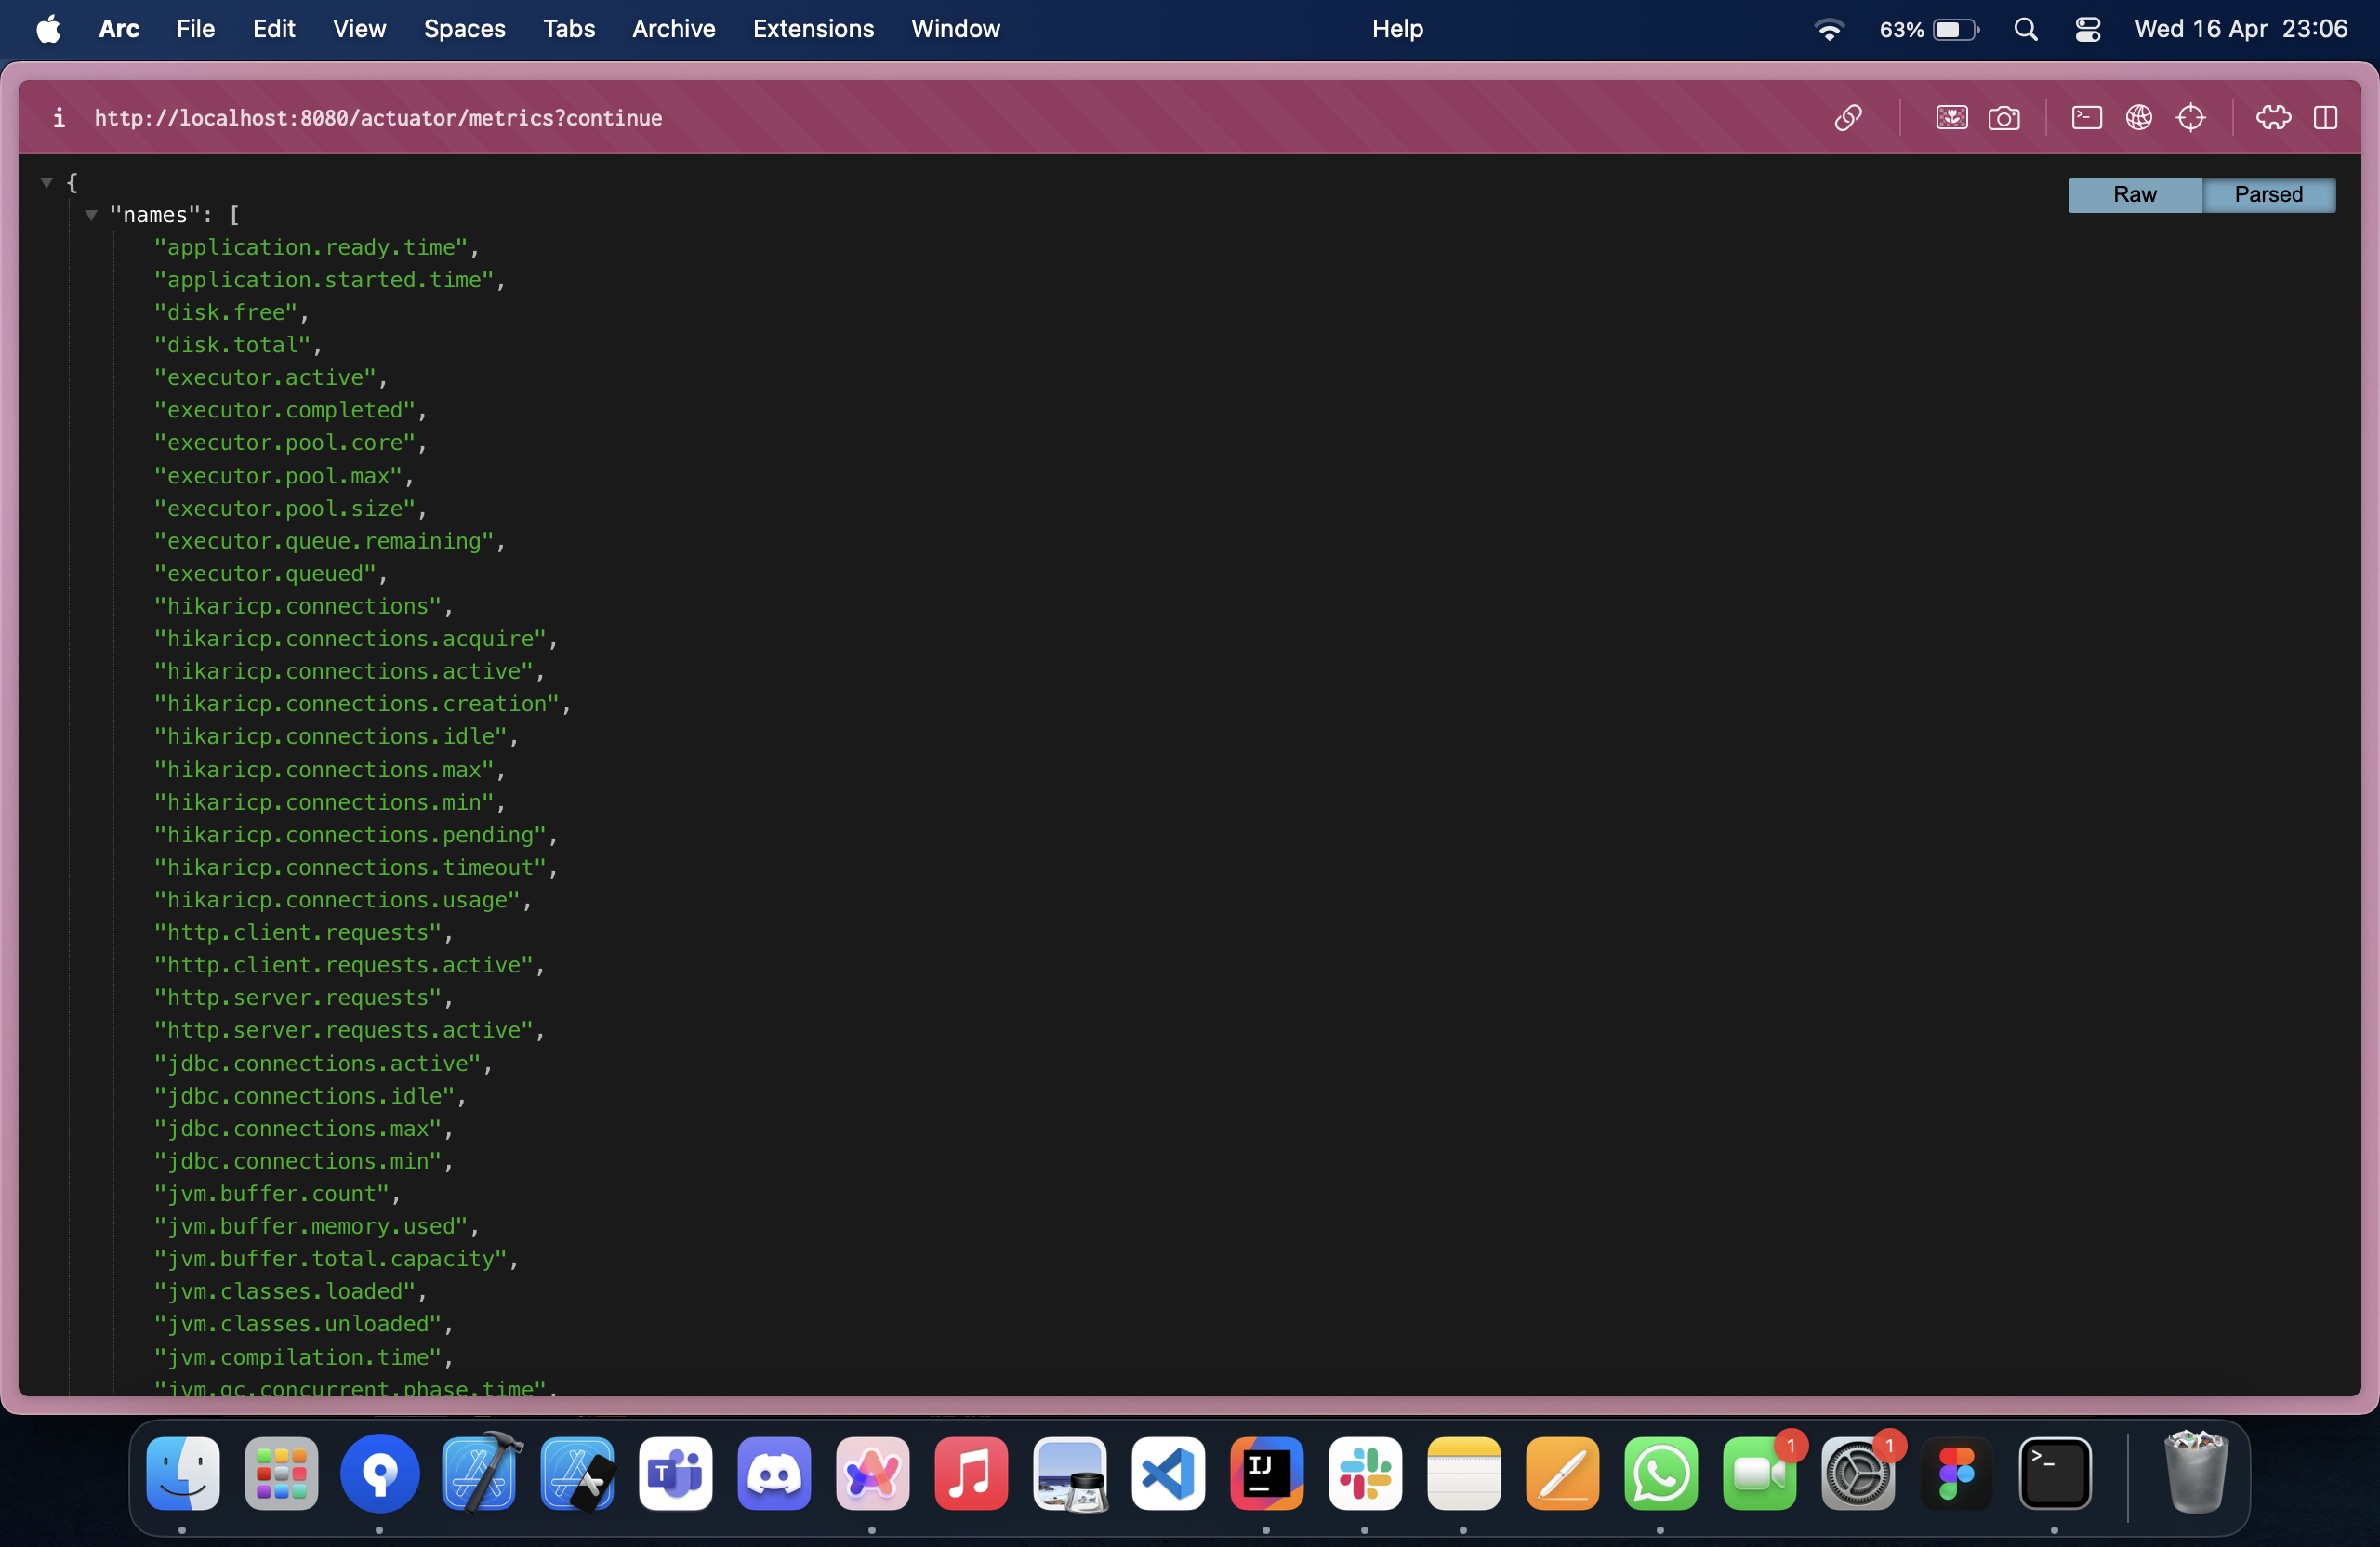 Arc File Edit View Spaces Tabs Archive Extensions Window Help 63% Wed 16 Apr 23:06
http://localhost:8080/actuator/metrics?continue
Raw Parsed
{
"names": [
"application.ready.time",
"application.started.time",
"disk.free",
"disk.total",
"executor.active",
"executor.completed",
"executor.pool.core",
"executor.pool.max",
"executor.pool.size",
"executor.queue.remaining",
"executor.queued",
"hikaricp.connections",
"hikaricp.connections.acquire",
"hikaricp.connections.active",
"hikaricp.connections.creation",
"hikaricp.connections.idle",
"hikaricp.connections.max",
"hikaricp.connections.min",
"hikaricp.connections.pending",
"hikaricp.connections.timeout",
"hikaricp.connections.usage",
"http.client.requests",
"http.client.requests.active",
"http.server.requests",
"http.server.requests.active",
"jdbc.connections.active",
"jdbc.connections.idle",
"jdbc.connections.max",
"jdbc.connections.min",
"jvm.buffer.count",
"jvm.buffer.memory.used",
"jvm.buffer.total.capacity",
"jvm.classes.loaded",
"jvm.classes.unloaded",
"jvm.compilation.time",
"jvm.gc.concurrent.phase.time",
T IJ 1 1